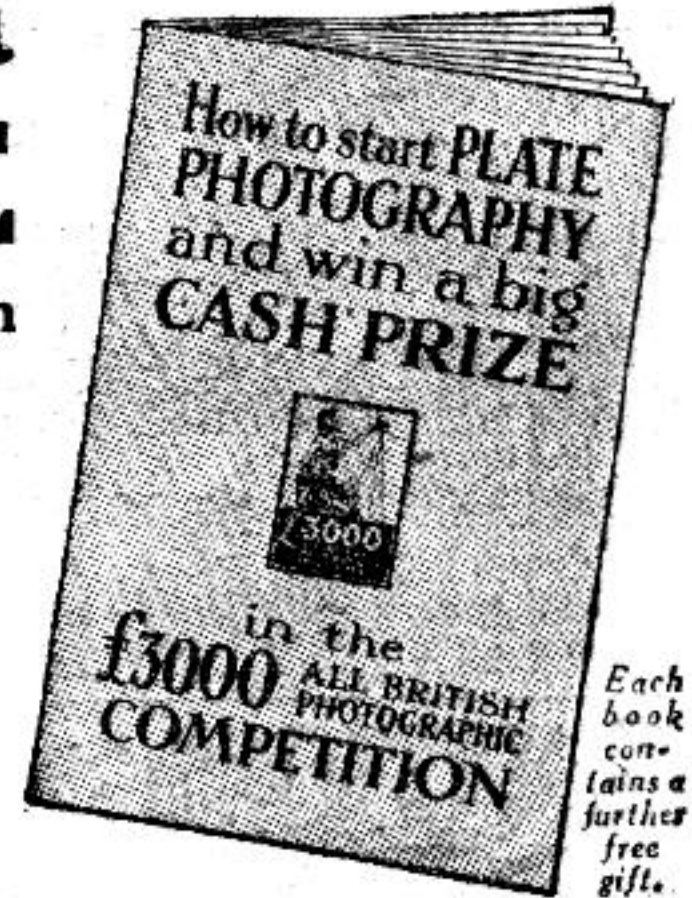 How to start PLATE
PHOTOGRAPHY
and win a big
CASH PRIZE
£3000
in the
£3000 ALL BRITISH
PHOTOGRAPHIC
COMPETITION
Each
book
con-
tains a
further
free
gift.